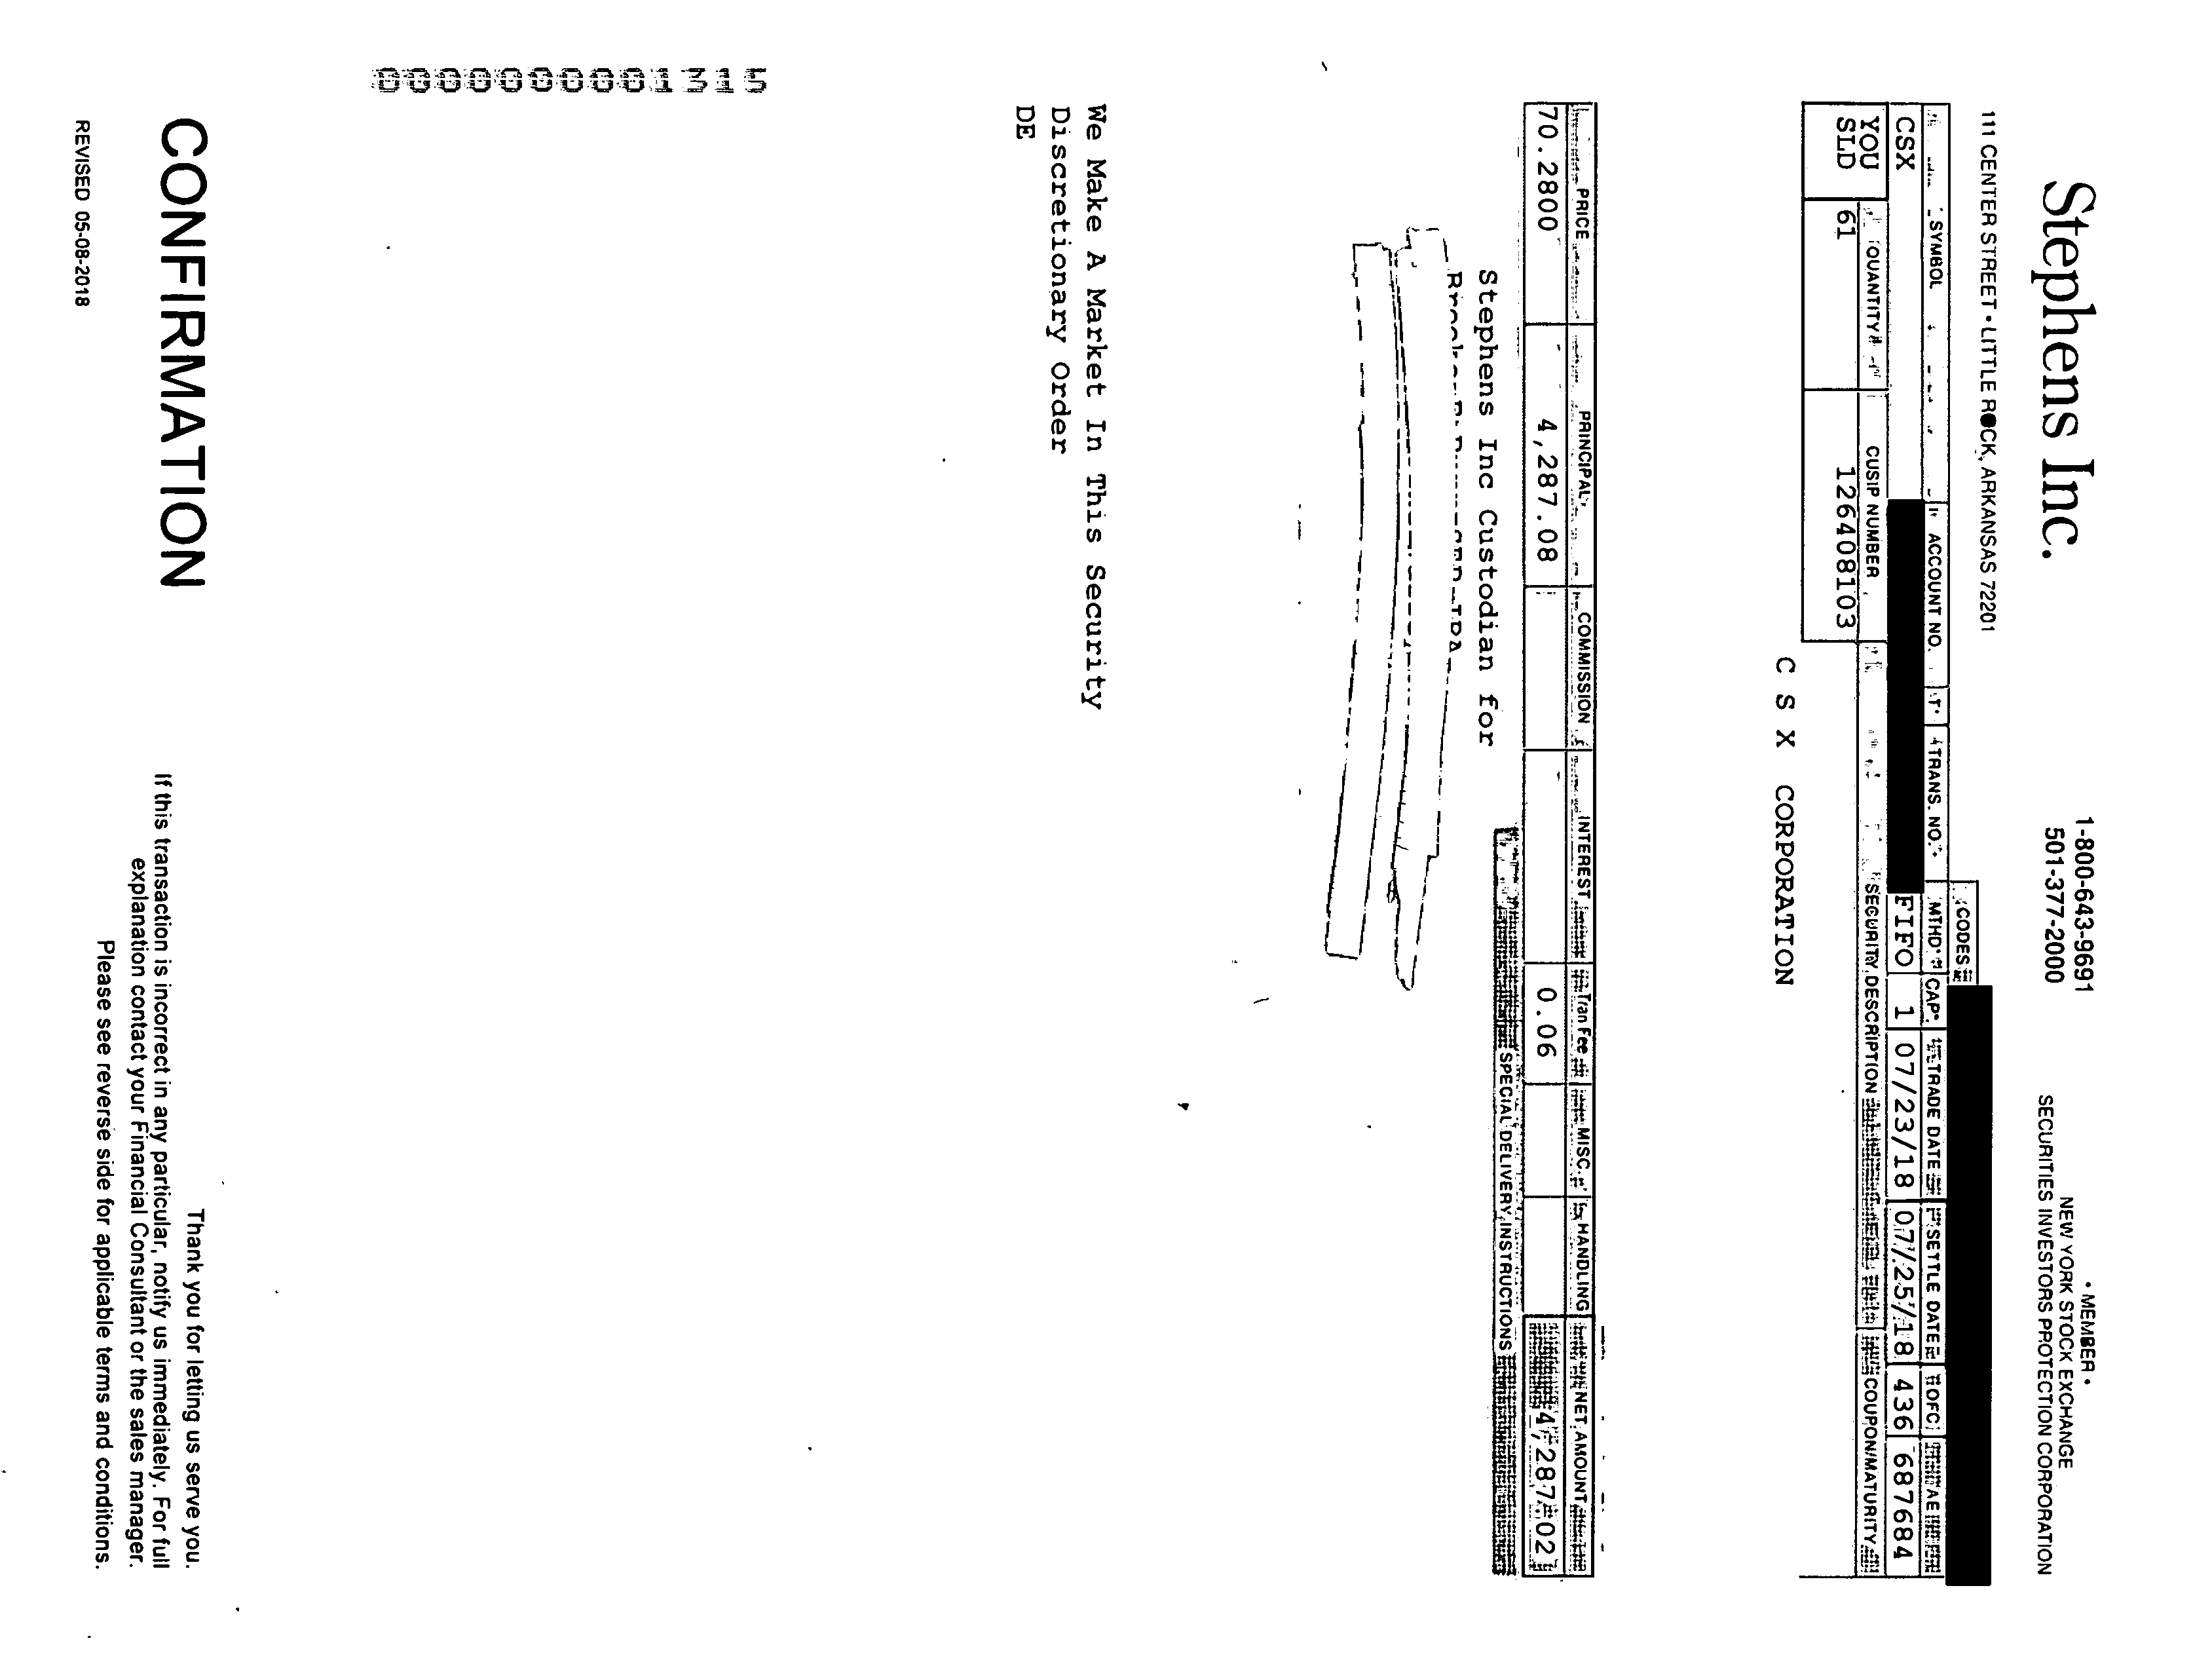 Stephens Inc.
111 CENTER STREET • LITTLE ROCK, ARKANSAS 72201
1-800-643-9691
501-377-2000
• MEMBER •
NEW YORK STOCK EXCHANGE
SECURITIES INVESTORS PROTECTION CORPORATION
CODES
SYMBOL ACCOUNT NO. T TRANS. NO. MTHD CAP TRADE DATE SETTLE DATE OFC AE
CSX FIFO 1 07/23/18 07/25/18 436 687684
YOU SLD QUANTITY CUSIP NUMBER SECURITY DESCRIPTION COUPON/MATURITY
61 126408103
C S X CORPORATION
PRICE PRINCIPAL COMMISSION INTEREST Tran Fee MISC. HANDLING NET AMOUNT
70.2800 4,287.08 0.06 4,287.02
SPECIAL DELIVERY INSTRUCTIONS
Stephens Inc Custodian for
We Make A Market In This Security
Discretionary Order
DE
0000000001315
CONFIRMATION
REVISED 05-08-2018
Thank you for letting us serve you.
If this transaction is incorrect in any particular, notify us immediately. For full
explanation contact your Financial Consultant or the sales manager.
Please see reverse side for applicable terms and conditions.